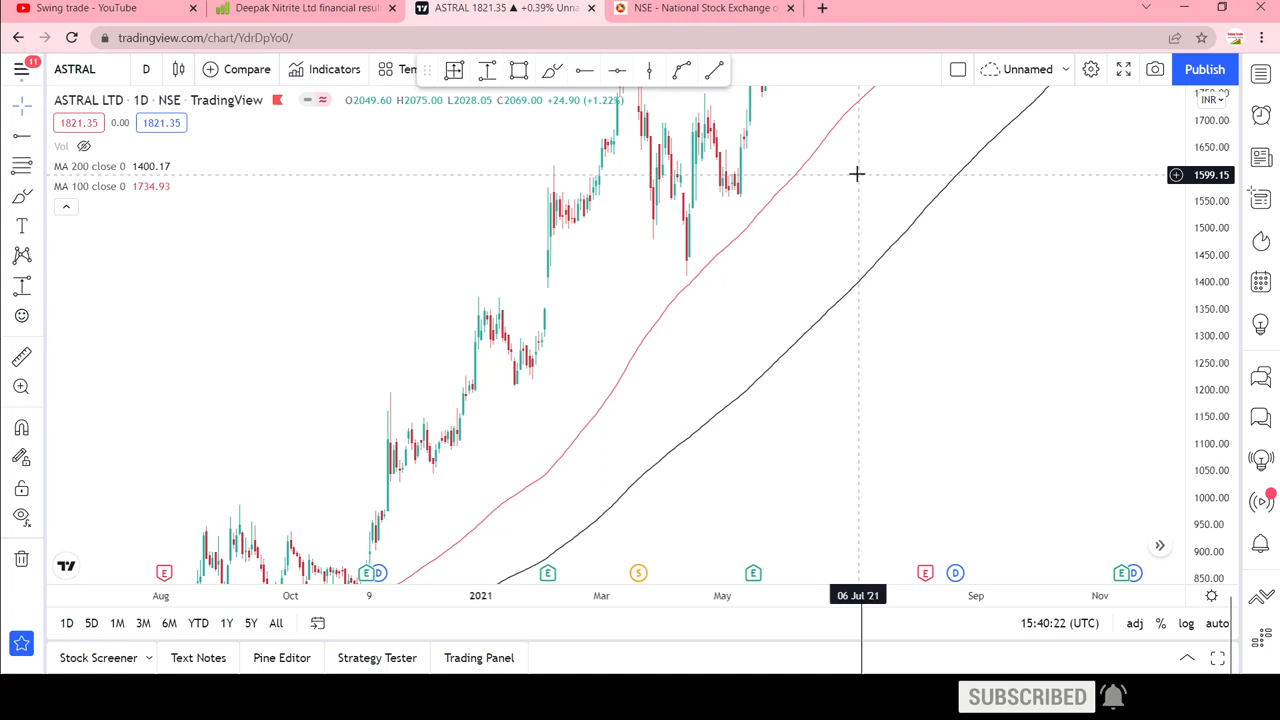 Swing trade - YouTube
Deepak Nitrite Ltd financial resul
ASTRAL 1821.35 ▲ +0.39% Unna
NSE - National Stock Exchange o
tradingview.com/chart/YdrDpYo0/
11
ASTRAL
D
Compare
Indicators
Tem
Unnamed
Publish
ASTRAL LTD · 1D · NSE · TradingView
O2049.60 H2075.00 L2028.05 C2069.00 +24.90 (+1.22%)
INR
1821.35 0.00 1821.35
Vol
MA 200 close 0 1400.17
MA 100 close 0 1734.93
1750.00
1700.00
1650.00
1599.15
1550.00
1500.00
1450.00
1400.00
1350.00
1300.00
1250.00
1200.00
1150.00
1100.00
1050.00
1000.00
950.00
900.00
850.00
E
E
D
E
S
E
E
D
E
D
Aug Oct 9 2021 Mar May 06 Jul '21 Sep Nov
1D 5D 1M 3M 6M YTD 1Y 5Y All
15:40:22 (UTC) adj % log auto
Stock Screener Text Notes Pine Editor Strategy Tester Trading Panel
SUBSCRIBED